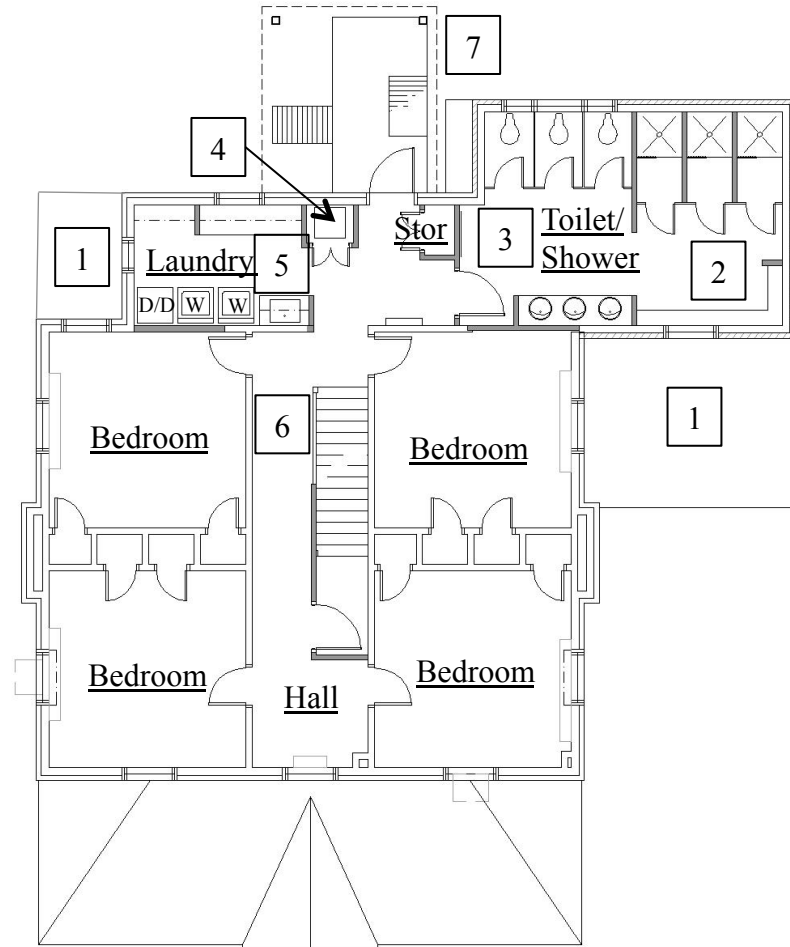 7
4
1
Laundry
5
Stor
3
Toilet/
Shower
2
D/D
W
W
6
Bedroom
Bedroom
1
Bedroom
Hall
Bedroom